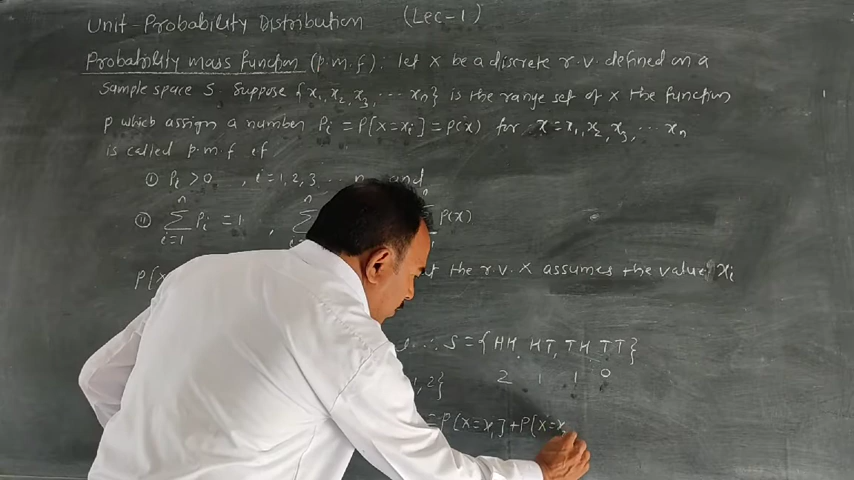 Unit-Probability Distribution (Lec-1)
Probability mass function (p.m.f): let X be a discrete r.v. defined on a
Sample space S. Suppose {x₁, x₂, x₃, ... xₙ} is the range set of X the function
P which assign a number Pᵢ = P[X=xᵢ] = P(x) for x = x₁, x₂, x₃, ... xₙ
is called p.m.f if
① Pᵢ > 0 , i = 1, 2, 3 ... n and
② ∑ᵢ₌₁ⁿ Pᵢ = 1 , P(x)
P[x t the r.v. X assumes the value xᵢ
∴ S = {HH, HT, TH, TT}
, 2} 2 1 1 0
= P[X=x₁] + P[X=x